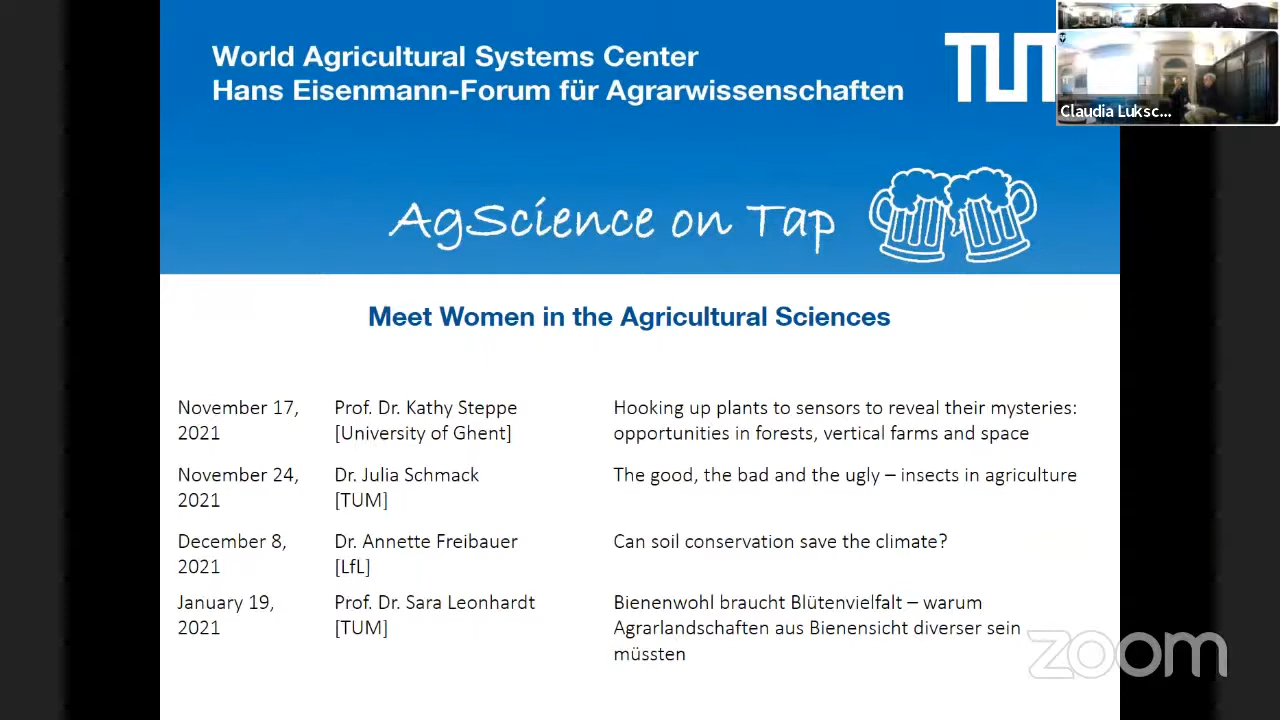 World Agricultural Systems Center
Hans Eisenmann-Forum für Agrarwissenschaften
TUM
Claudia Luksc...
AgScience on Tap
Meet Women in the Agricultural Sciences
November 17, 2021
Prof. Dr. Kathy Steppe
[University of Ghent]
Hooking up plants to sensors to reveal their mysteries:
opportunities in forests, vertical farms and space
November 24, 2021
Dr. Julia Schmack
[TUM]
The good, the bad and the ugly – insects in agriculture
December 8, 2021
Dr. Annette Freibauer
[LfL]
Can soil conservation save the climate?
January 19, 2021
Prof. Dr. Sara Leonhardt
[TUM]
Bienenwohl braucht Blütenvielfalt – warum
Agrarlandschaften aus Bienensicht diverser sein
müssten
zoom